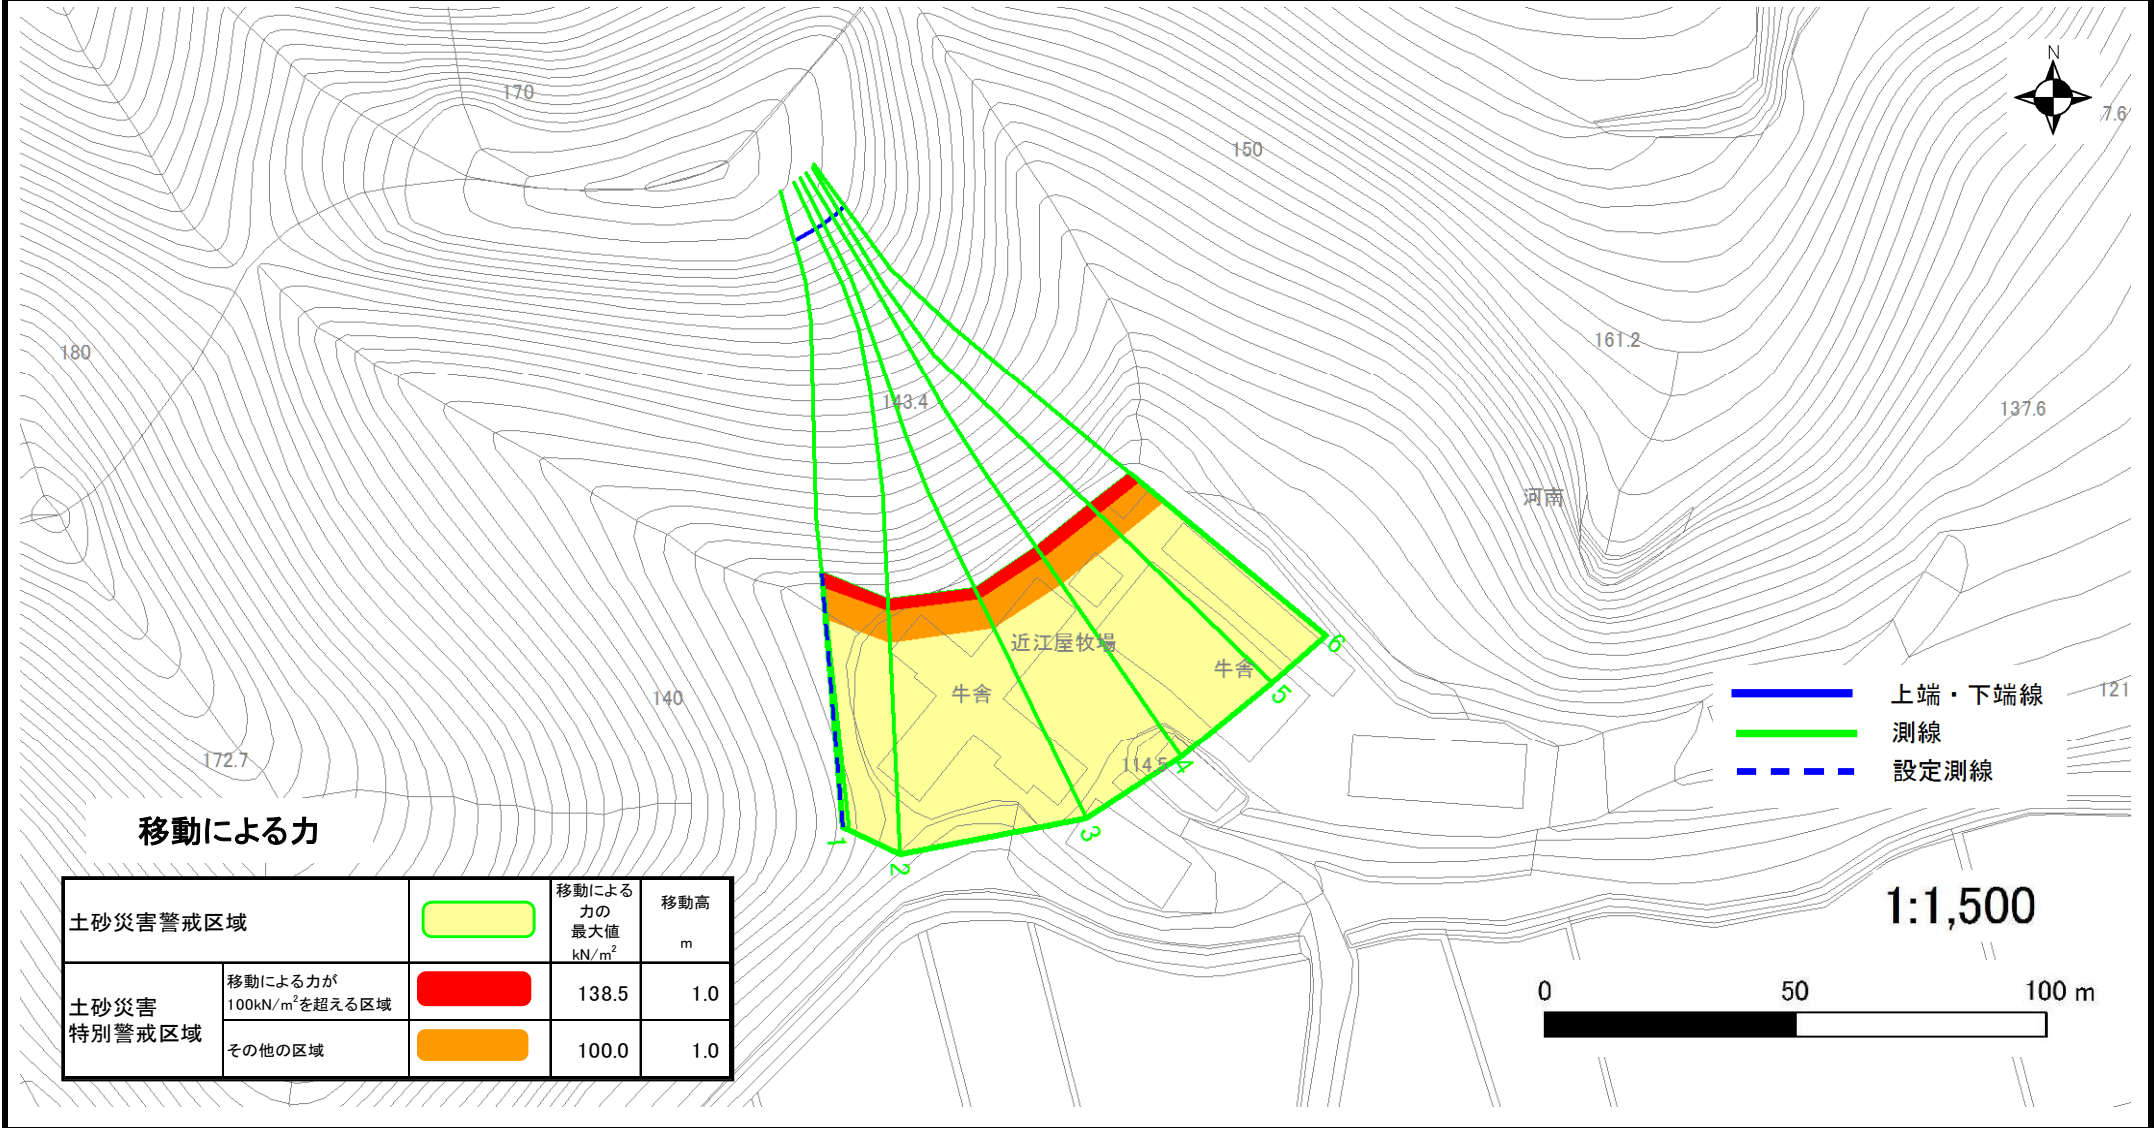 170
N
7.6
150
180
161.2
143.4
137.6
河南
近江屋牧場
牛舎
牛舎
6
5
140
114.5
4
172.7
3
1
2
121
上端・下端線
測線
設定測線
移動による力
土砂災害警戒区域
移動による
力の
最大値
kN/m²
移動高
m
土砂災害
特別警戒区域
移動による力が
100kN/m²を超える区域
138.5
1.0
その他の区域
100.0
1.0
1:1,500
0 50 100 m